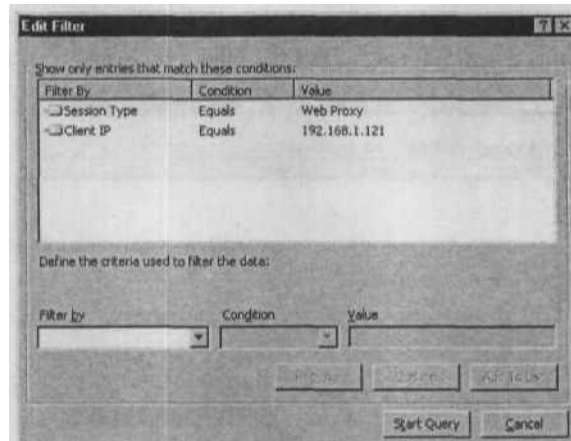 Edit Filter
Show only entries that match these conditions:
Filter By Condition Value
Session Type Equals Web Proxy
Client IP Equals 192.168.1.121
Define the criteria used to filter the data:
Filter by Condition Value
Start Query Cancel